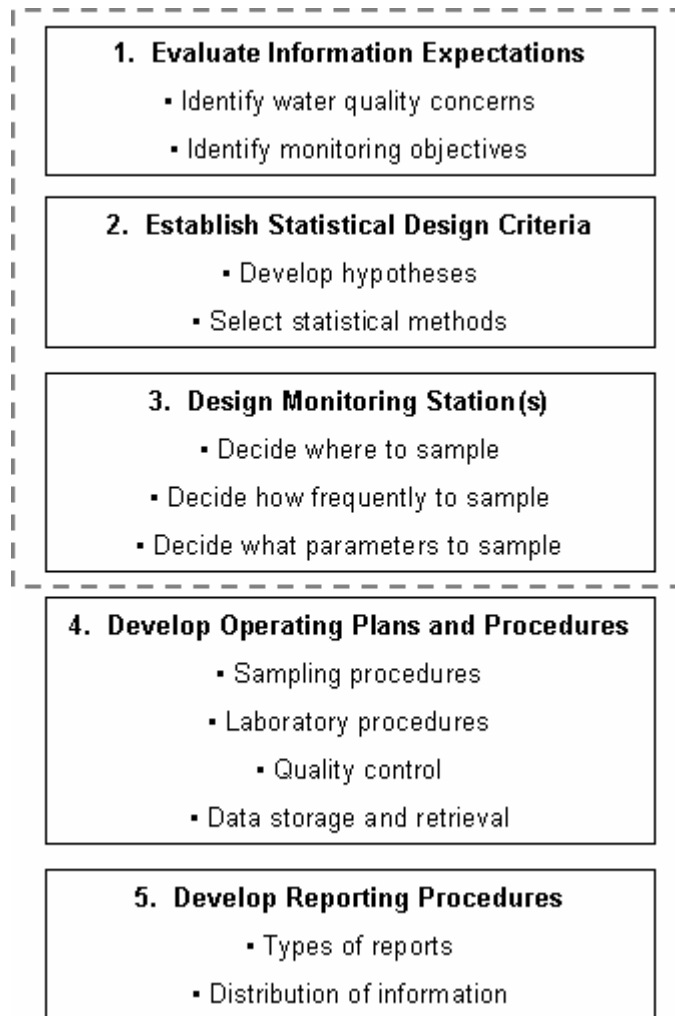 1. Evaluate Information Expectations
▪ Identify water quality concerns
▪ Identify monitoring objectives
2. Establish Statistical Design Criteria
▪ Develop hypotheses
▪ Select statistical methods
3. Design Monitoring Station(s)
▪ Decide where to sample
▪ Decide how frequently to sample
▪ Decide what parameters to sample
4. Develop Operating Plans and Procedures
▪ Sampling procedures
▪ Laboratory procedures
▪ Quality control
▪ Data storage and retrieval
5. Develop Reporting Procedures
▪ Types of reports
▪ Distribution of information